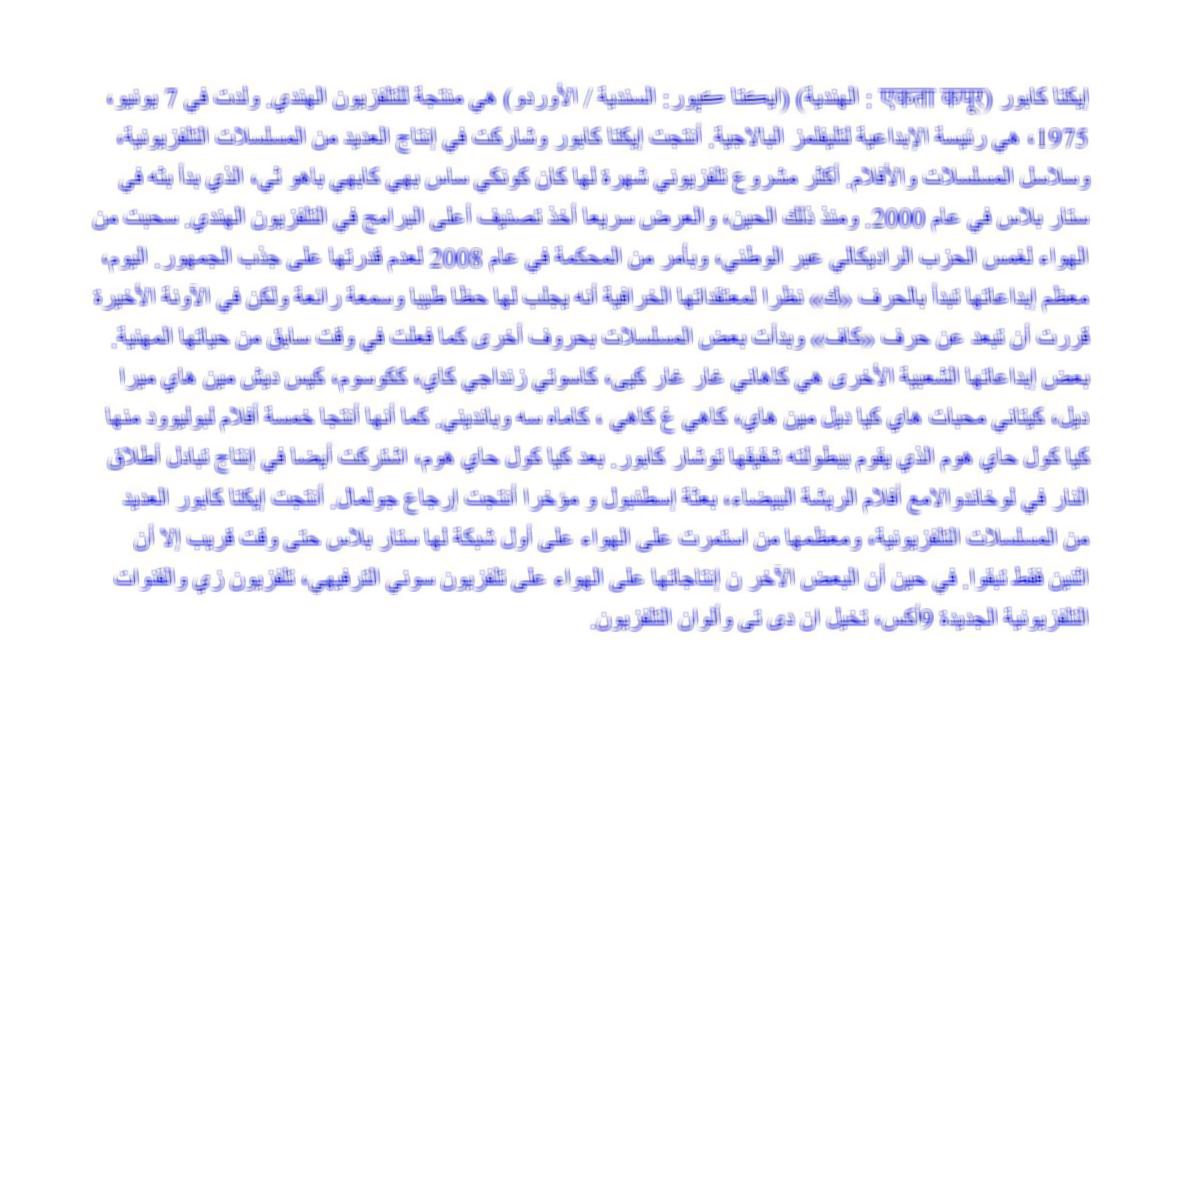 إيكتا كابور (एकता कपूर : الهندية) (ايڪتا ڪپور: السندية / الأوردو) هي منتجة للتلفزيون الهندي. ولدت في 7 يونيو،
1975، هي رئيسة الإبداعية لتليفلمز البالاجية. أنتجت إيكتا كابور وشاركت في إنتاج العديد من المسلسلات التلفزيونية،
وسلاسل المسلسلات والأفلام. أكثر مشروع تلفزيوني شهرة لها كان كونكي ساس بهي كابهي باهو ثي، الذي بدأ بثه في
ستار بلاس في عام 2000. ومنذ ذلك الحين، والعرض سريعا أخذ تصنيف أعلى البرامج في التلفزيون الهندي. سحبت من
الهواء لغمس الحزب الراديكالي عبر الوطني، وبأمر من المحكمة في عام 2008 لعدم قدرتها على جذب الجمهور. اليوم،
معظم إبداعاتها تبدأ بالحرف «ك» نظرا لمعتقداتها الخرافية أنه يجلب لها حظا طيبا وسمعة رائعة ولكن في الآونة الأخيرة
قررت أن تبعد عن حرف «كاف» وبدأت بعض المسلسلات بحروف أخرى كما فعلت في وقت سابق من حياتها المهنية.
بعض إبداعاتها الشعبية الأخرى هي كاهاني غار غار كيى، كاسوتي زنداجي كاي، ككوسوم، كيس ديش مين هاي ميرا
ديل، كيتاني محبات هاي كيا ديل مين هاي، كاهي غ كاهي ، كاماه سه وبانديني. كما أنها أنتجا خمسة أفلام لبوليوود منها
كيا كول حاي هوم الذي يقوم ببطولته شقيقها توشار كابور. بعد كيا كول حاي هوم، اشتركت أيضا في إنتاج تبادل أطلاق
النار في لوخاندوالامع أفلام الريشة البيضاء، بعثة إسطنبول و مؤخرا أنتجت إرجاع جولمال. أنتجت إيكتا كابور العديد
من المسلسلات التلفزيونية، ومعظمها من استمرت على الهواء على أول شبكة لها ستار بلاس حتى وقت قريب إلا أن
اثنين فقط تبقوا. في حين أن البعض الآخر ن إنتاجاتها على الهواء على تلفزيون سوني الترفيهي، تلفزيون زي والقنوات
التلفزيونية الجديدة 9أكس، تخيل ان دى تى وألوان التلفزيون.